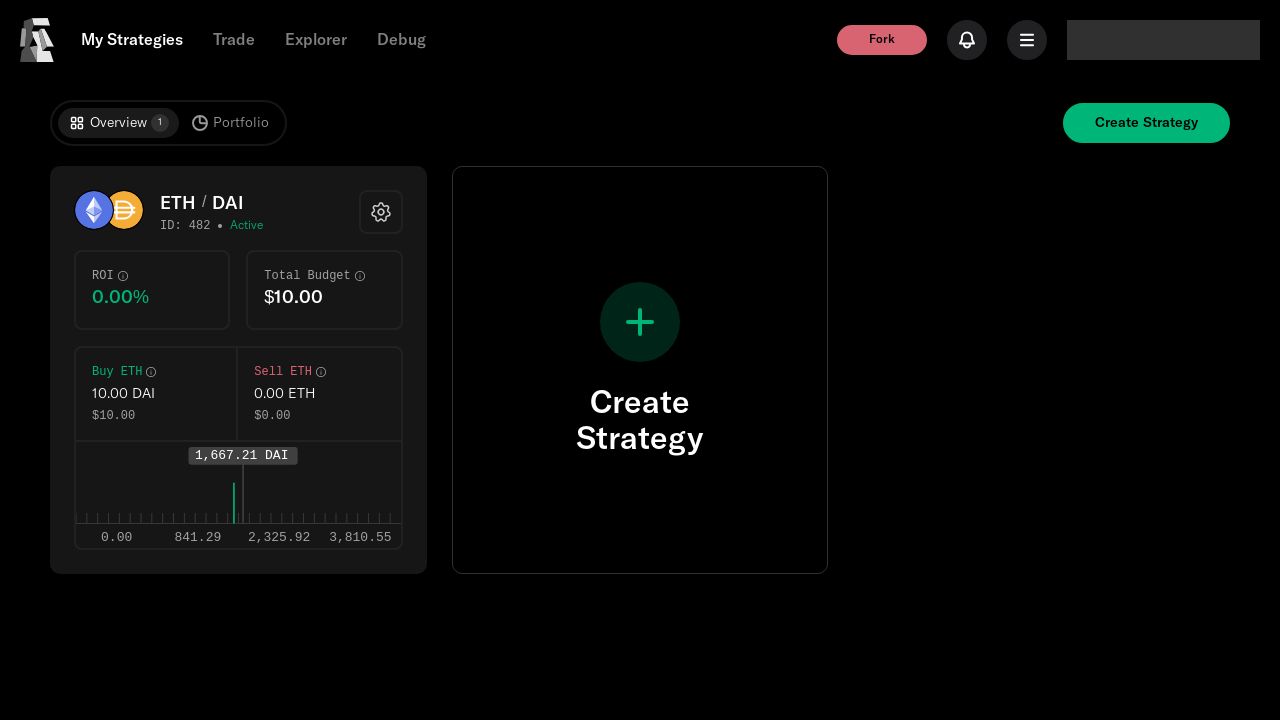 My Strategies Trade Explorer Debug Fork
Overview 1 Portfolio Create Strategy
ETH / DAI
ID: 482 • Active
ROI
0.00%
Total Budget
$10.00
Buy ETH
10.00 DAI
$10.00
Sell ETH
0.00 ETH
$0.00
1,667.21 DAI
0.00 841.29 2,325.92 3,810.55
Create
Strategy